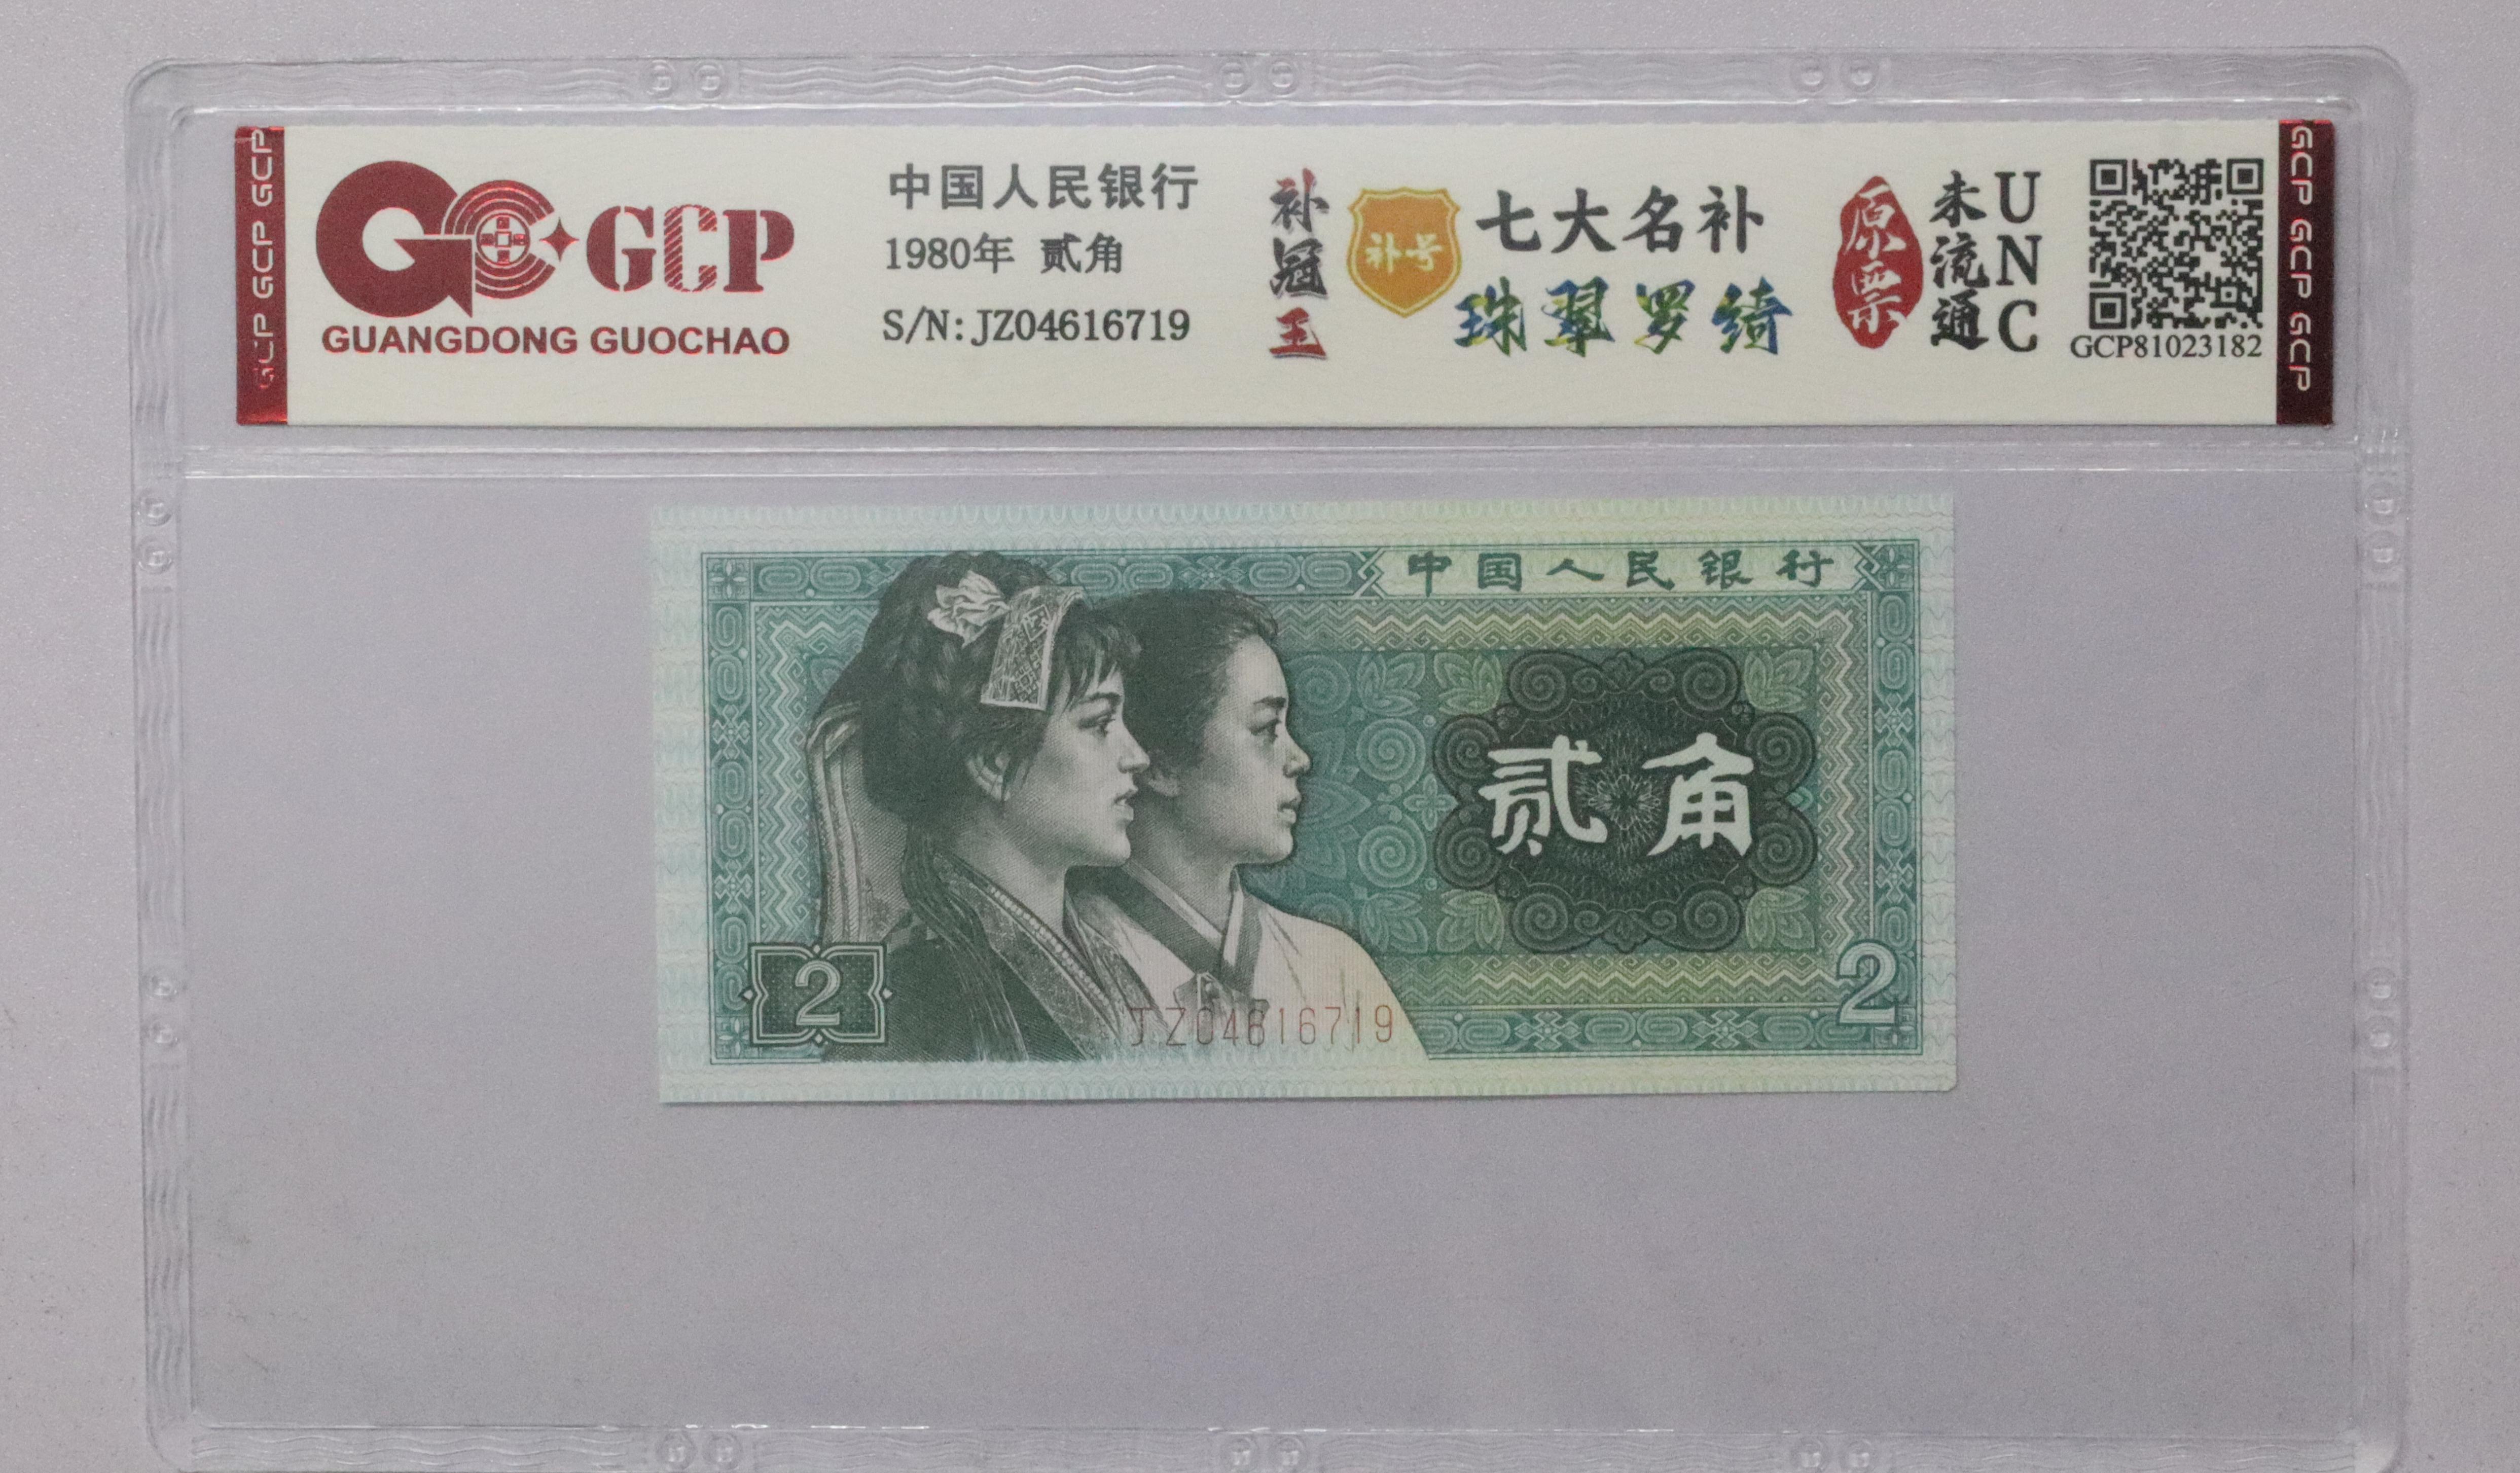 GCP GCP GCP
GCP
GUANGDONG GUOCHAO
中国人民银行
1980年 贰角
S/N: JZ04616719
补冠王
补号
七大名补
珠翠罗绮
原票
未流通
UNC
GCP81023182
GCP GCP GCP
中国人民银行
贰角
2
JZ04616719
2